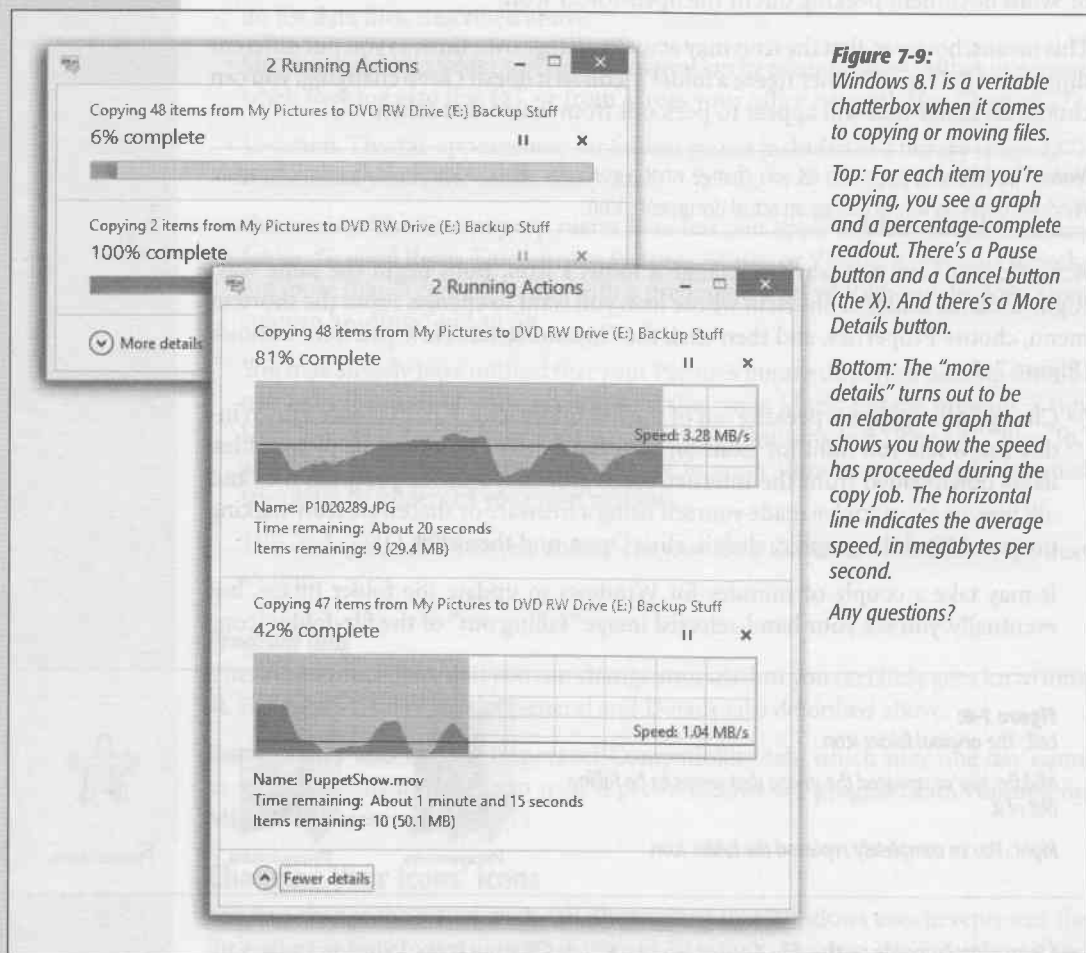 2 Running Actions
Copying 48 items from My Pictures to DVD RW Drive (E:) Backup Stuff
6% complete
Copying 2 items from My Pictures to DVD RW Drive (E:) Backup Stuff
100% complete
More details
2 Running Actions
Copying 48 items from My Pictures to DVD RW Drive (E:) Backup Stuff
81% complete
Speed: 3.28 MB/s
Name: P1020289.JPG
Time remaining: About 20 seconds
Items remaining: 9 (29.4 MB)
Copying 47 items from My Pictures to DVD RW Drive (E:) Backup Stuff
42% complete
Speed: 1.04 MB/s
Name: PuppetShow.mov
Time remaining: About 1 minute and 15 seconds
Items remaining: 10 (50.1 MB)
Fewer details
Figure 7-9:
Windows 8.1 is a veritable
chatterbox when it comes
to copying or moving files.
Top: For each item you're
copying, you see a graph
and a percentage-complete
readout. There's a Pause
button and a Cancel button
(the X). And there's a More
Details button.
Bottom: The "more
details" turns out to be
an elaborate graph that
shows you how the speed
has proceeded during the
copy job. The horizontal
line indicates the average
speed, in megabytes per
second.
Any questions?